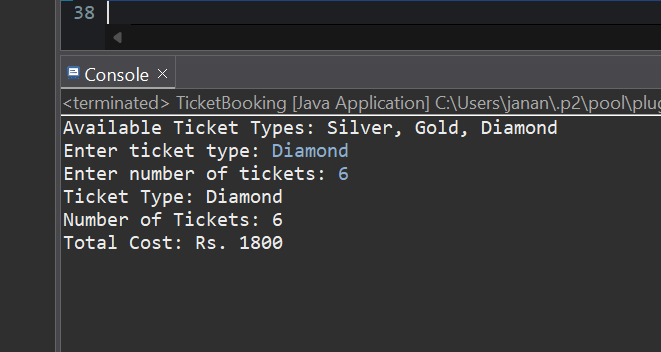 38
Console
<terminated> TicketBooking [Java Application] C:\Users\janan\.p2\pool\plug
Available Ticket Types: Silver, Gold, Diamond
Enter ticket type: Diamond
Enter number of tickets: 6
Ticket Type: Diamond
Number of Tickets: 6
Total Cost: Rs. 1800